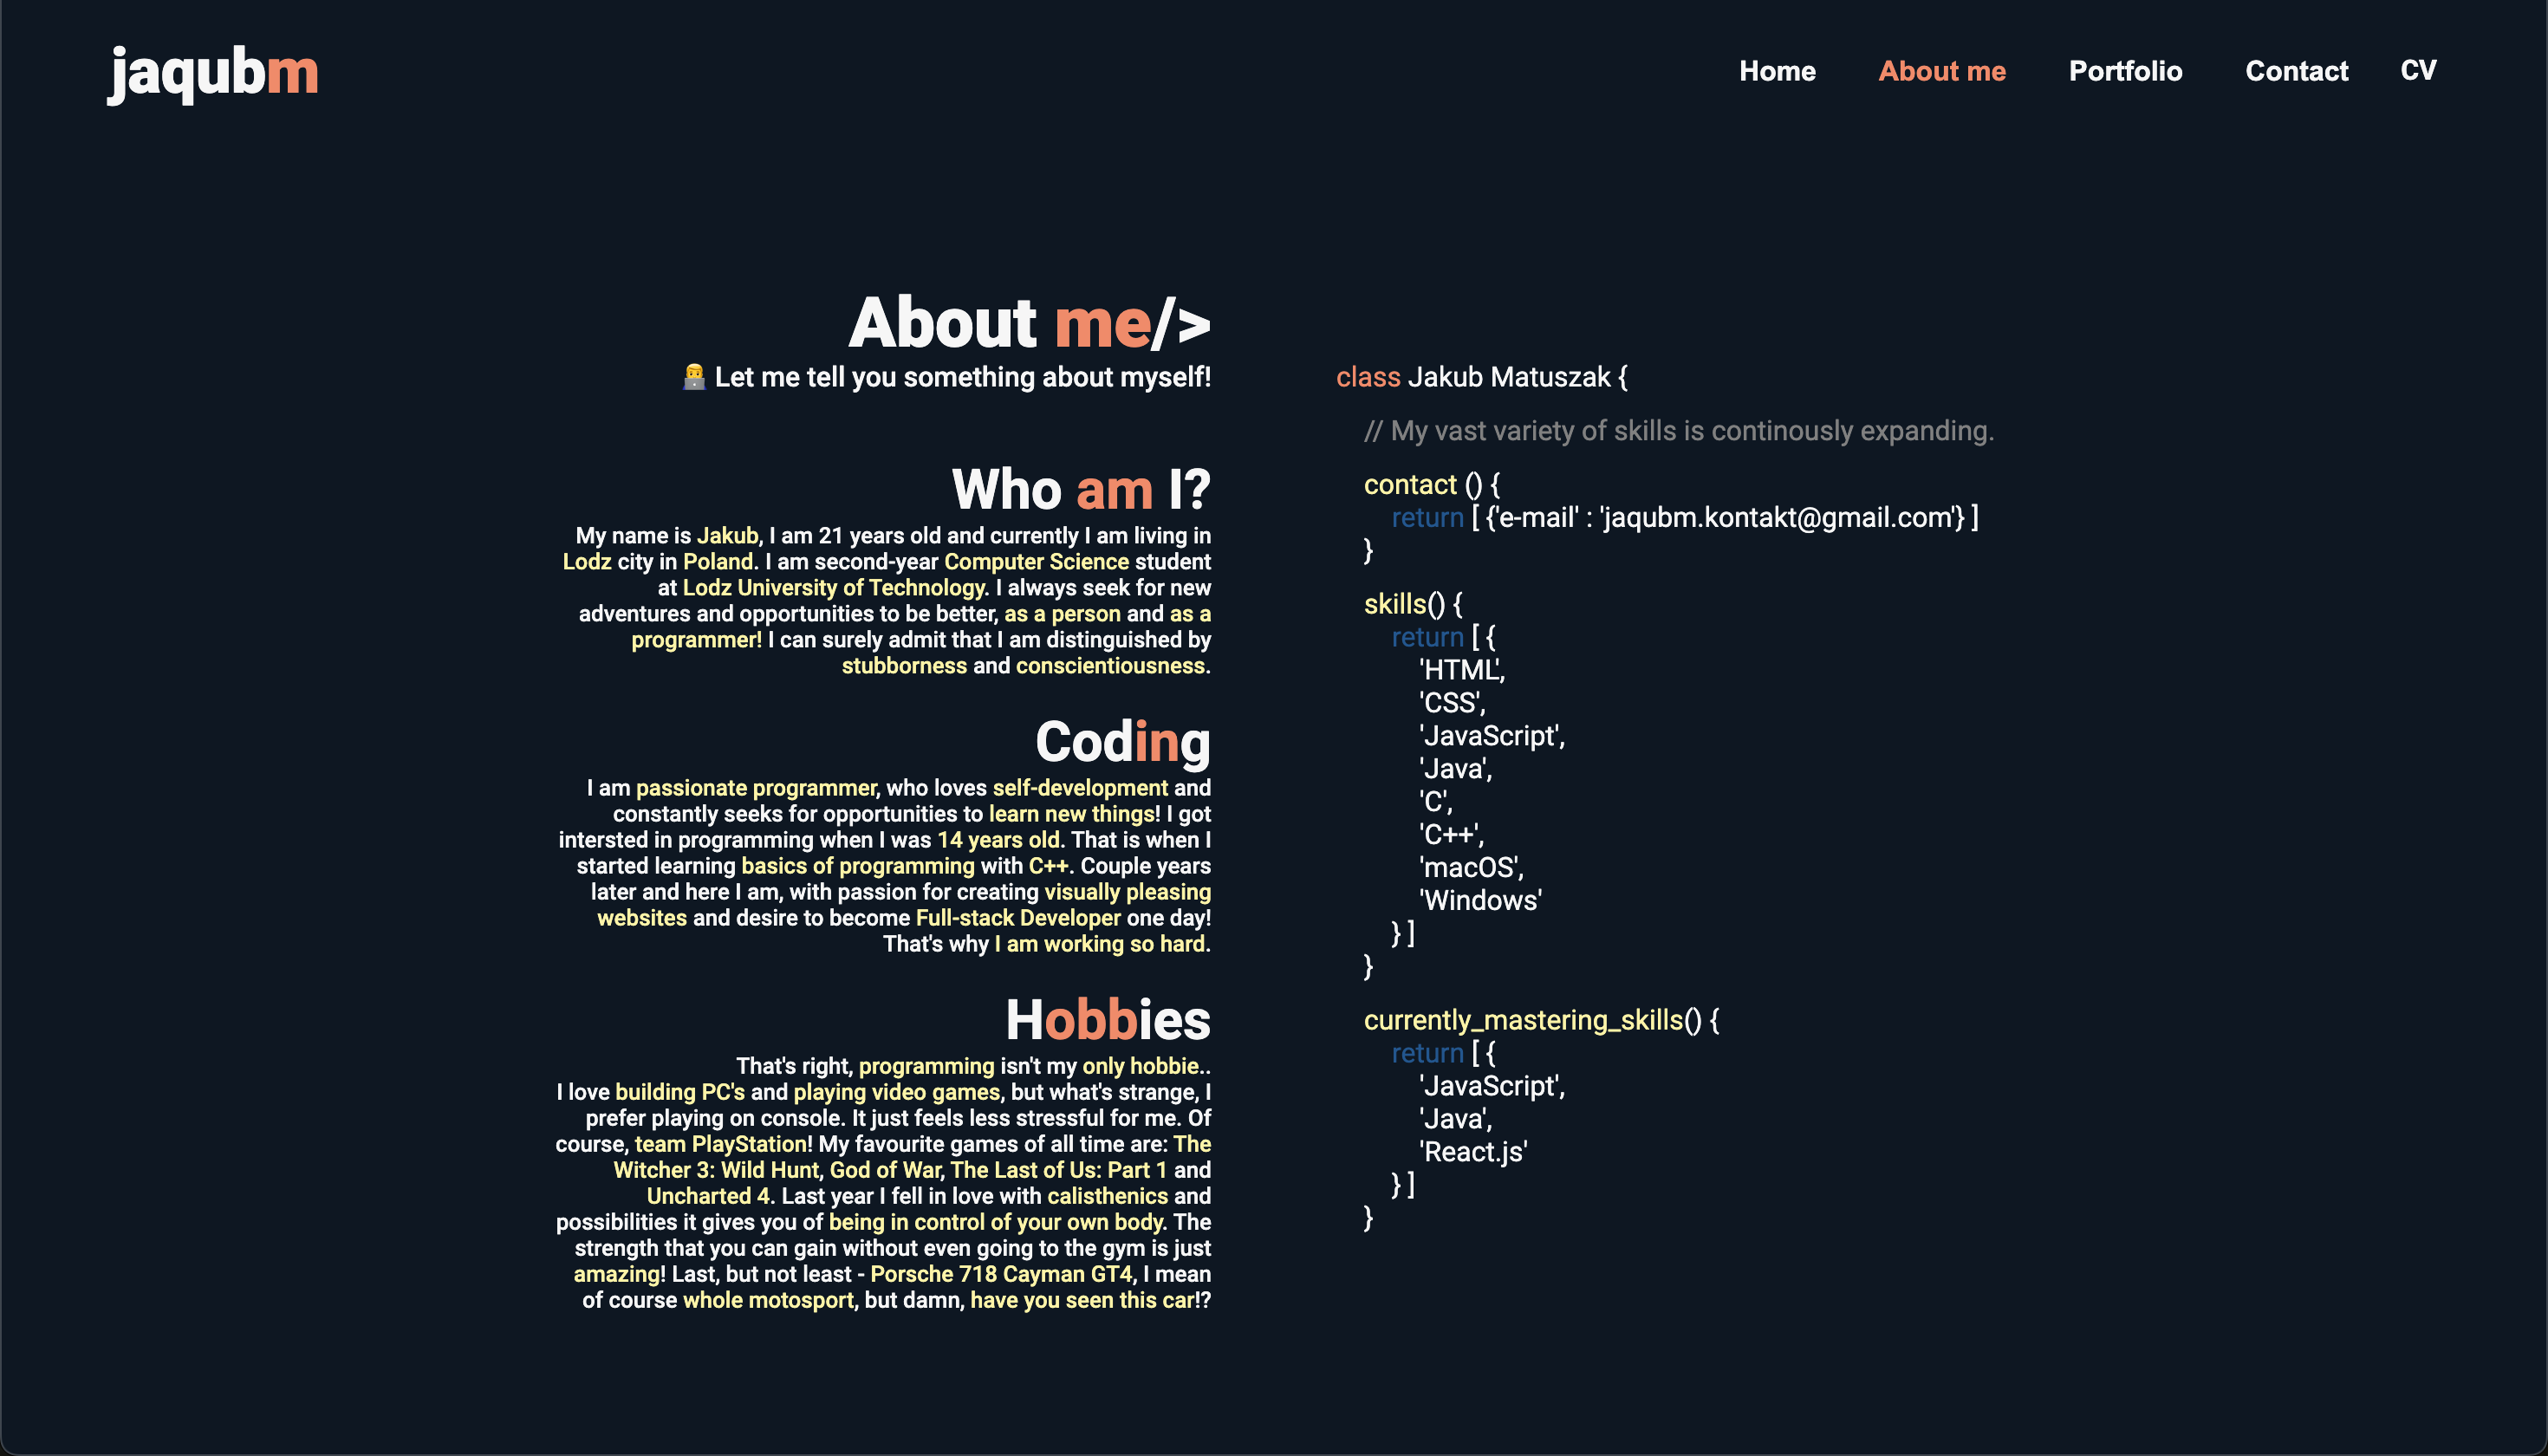 jaqubm
Home
About me
Portfolio
Contact
CV
About me/>
👨‍💻 Let me tell you something about myself!
Who am I?
My name is Jakub, I am 21 years old and currently I am living in
Lodz city in Poland. I am second-year Computer Science student
at Lodz University of Technology. I always seek for new
adventures and opportunities to be better, as a person and as a
programmer! I can surely admit that I am distinguished by
stubborness and conscientiousness.
Coding
I am passionate programmer, who loves self-development and
constantly seeks for opportunities to learn new things! I got
intersted in programming when I was 14 years old. That is when I
started learning basics of programming with C++. Couple years
later and here I am, with passion for creating visually pleasing
websites and desire to become Full-stack Developer one day!
That's why I am working so hard.
Hobbies
That's right, programming isn't my only hobbie..
I love building PC's and playing video games, but what's strange, I
prefer playing on console. It just feels less stressful for me. Of
course, team PlayStation! My favourite games of all time are: The
Witcher 3: Wild Hunt, God of War, The Last of Us: Part 1 and
Uncharted 4. Last year I fell in love with calisthenics and
possibilities it gives you of being in control of your own body. The
strength that you can gain without even going to the gym is just
amazing! Last, but not least - Porsche 718 Cayman GT4, I mean
of course whole motosport, but damn, have you seen this car!?
class Jakub Matuszak {
// My vast variety of skills is continously expanding.
contact () {
return [ {'e-mail' : 'jaqubm.kontakt@gmail.com'} ]
}
skills() {
return [ {
'HTML',
'CSS',
'JavaScript',
'Java',
'C',
'C++',
'macOS',
'Windows'
} ]
}
currently_mastering_skills() {
return [ {
'JavaScript',
'Java',
'React.js'
} ]
}